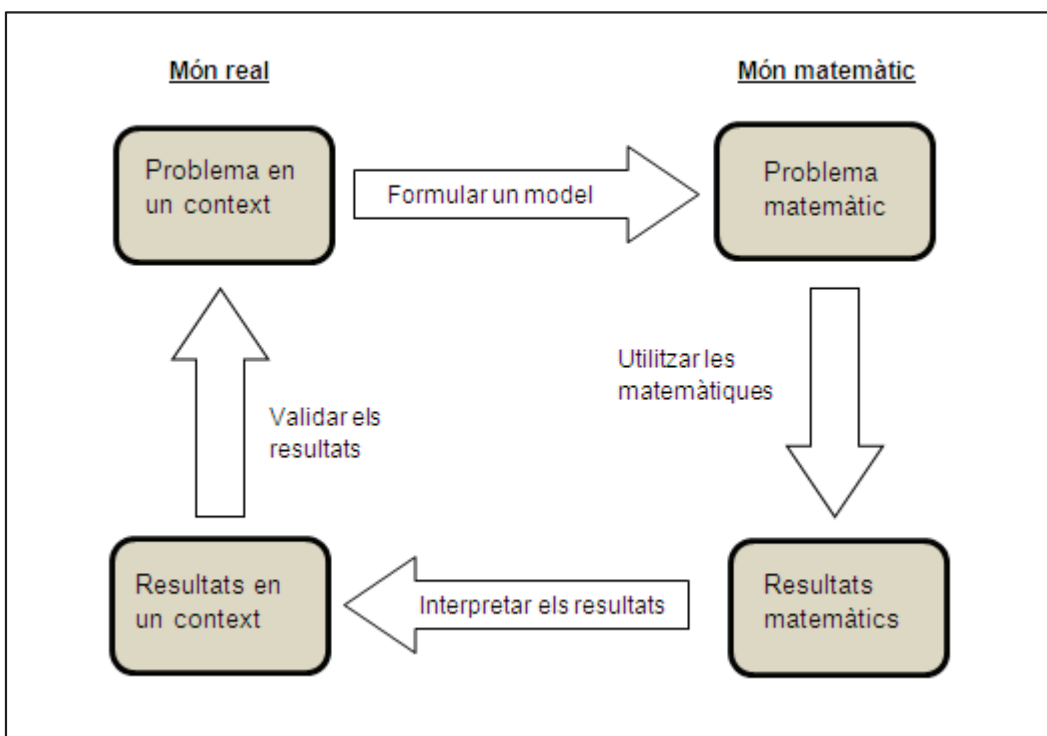 Món real
Món matemàtic
Problema en
un context
Formular un model
Problema
matemàtic
Utilitzar les
matemàtiques
Validar els
resultats
Resultats en
un context
Interpretar els resultats
Resultats
matemàtics